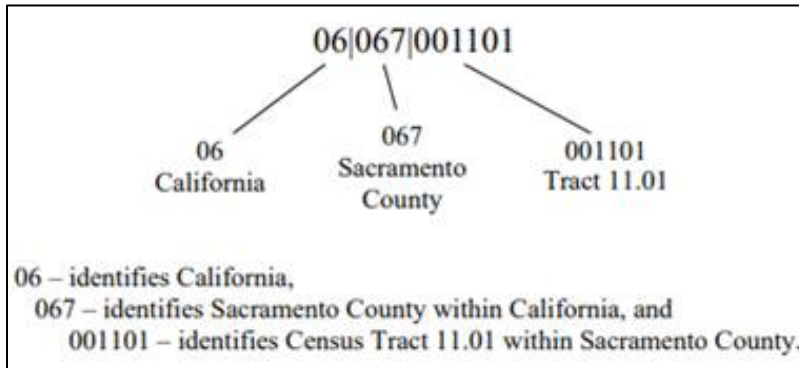 06|067|001101
06
California
067
Sacramento
County
001101
Tract 11.01
06 – identifies California,
067 – identifies Sacramento County within California, and
001101 – identifies Census Tract 11.01 within Sacramento County.